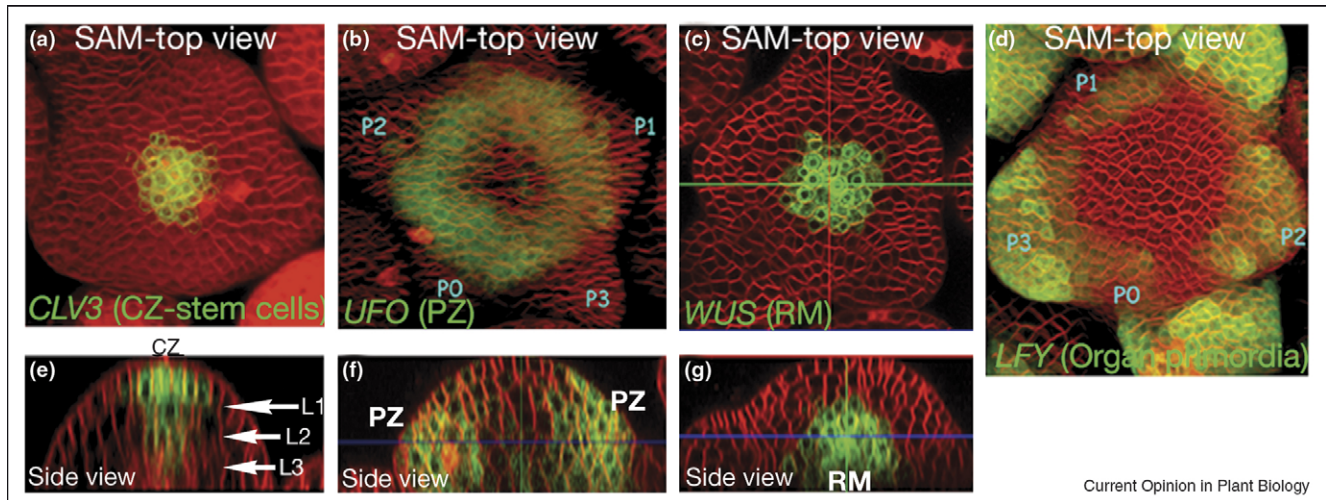 (a) SAM-top view
CLV3 (CZ-stem cells)
(b) SAM-top view
P2
P1
P0
P3
UFO (PZ)
(c) SAM-top view
WUS (RM)
(d) SAM-top view
P1
P3
P2
P0
LFY (Organ primordia)
(e)
CZ
L1
L2
L3
Side view
(f)
PZ
PZ
Side view
(g)
RM
Side view
Current Opinion in Plant Biology